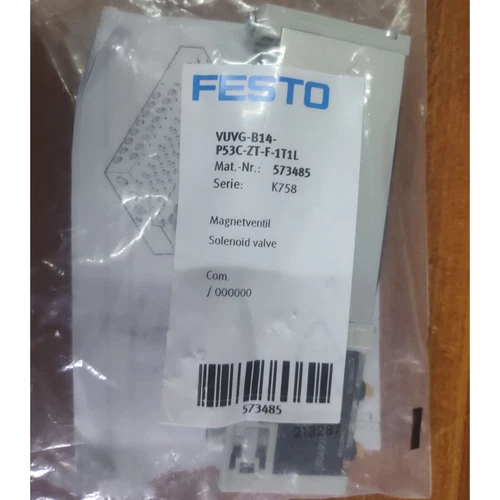 FESTO
VUVG-B14-
P53C-ZT-F-1T1L
Mat.-Nr.: 573485
Serie: K758
Magnetventil
Solenoid valve
Com.
/ 000000
573485